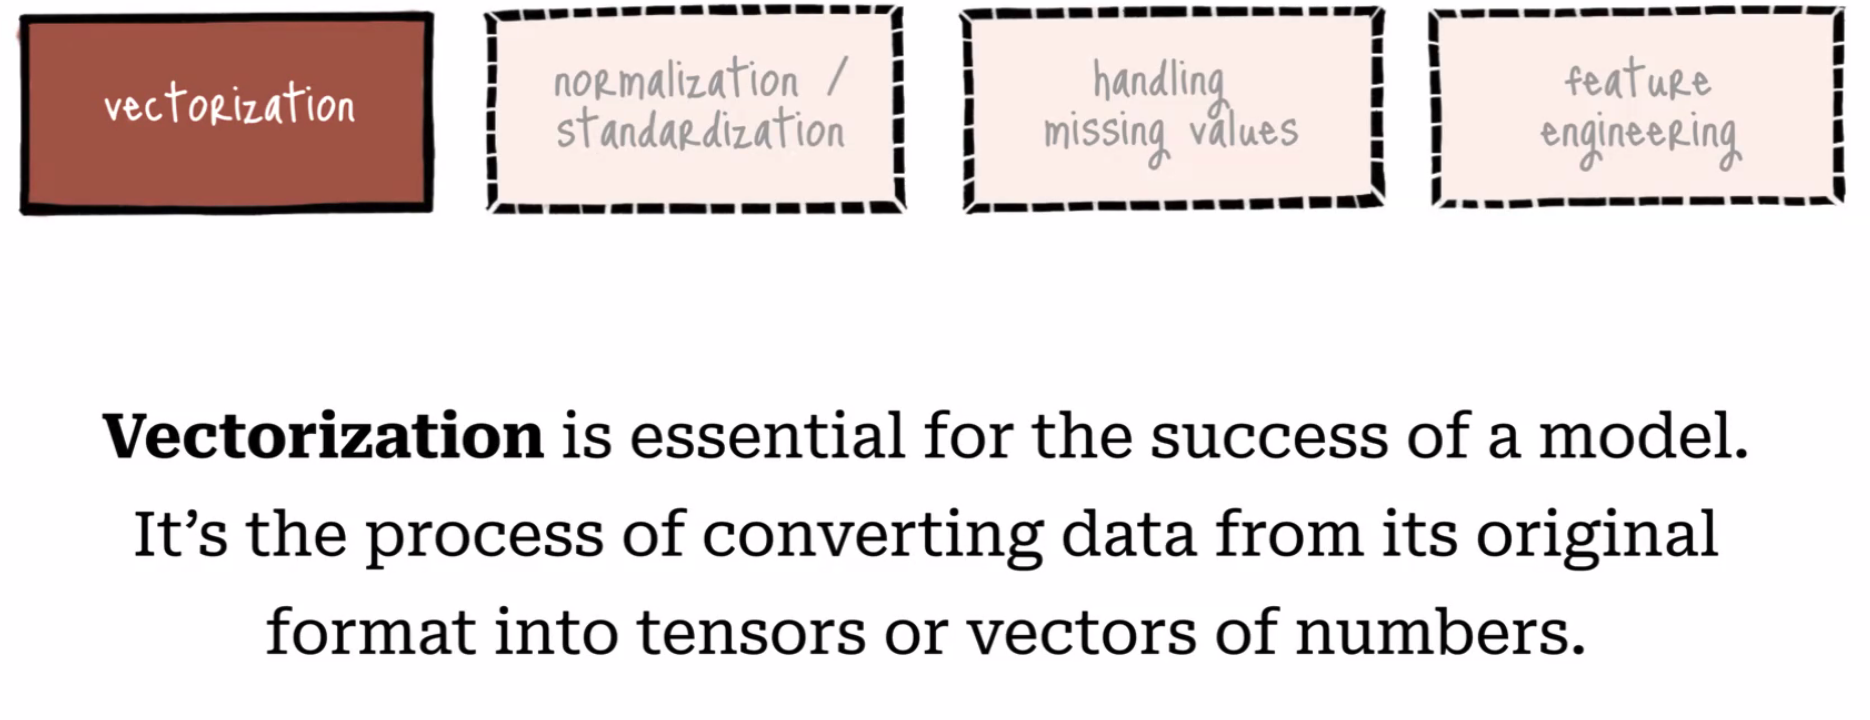 vectorization
normalization /
standardization
handling
missing values
feature
engineering
Vectorization is essential for the success of a model.
It’s the process of converting data from its original
format into tensors or vectors of numbers.